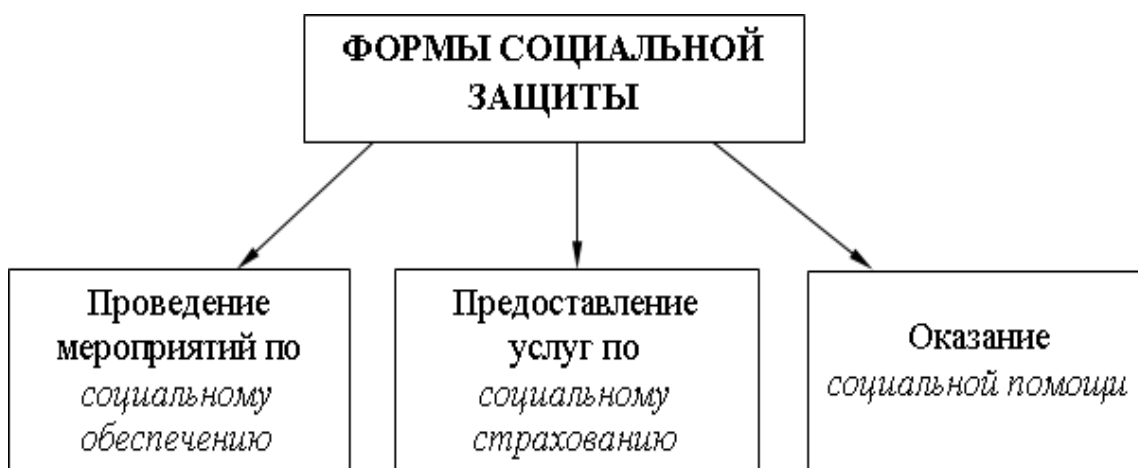 ФОРМЫ СОЦИАЛЬНОЙ
ЗАЩИТЫ
Проведение
мероприятий по
социальному
обеспечению
Предоставление
услуг по
социальному
страхованию
Оказание
социальной помощи